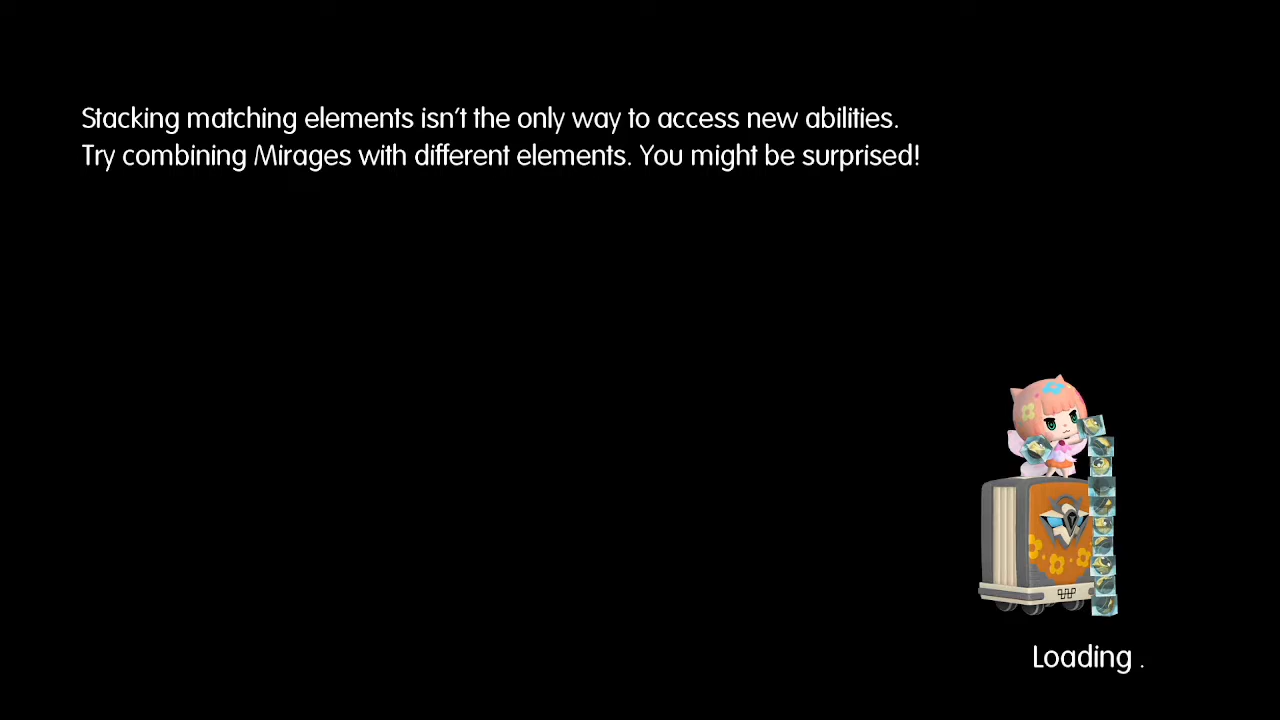 Stacking matching elements isn't the only way to access new abilities.
Try combining Mirages with different elements. You might be surprised!
Loading .